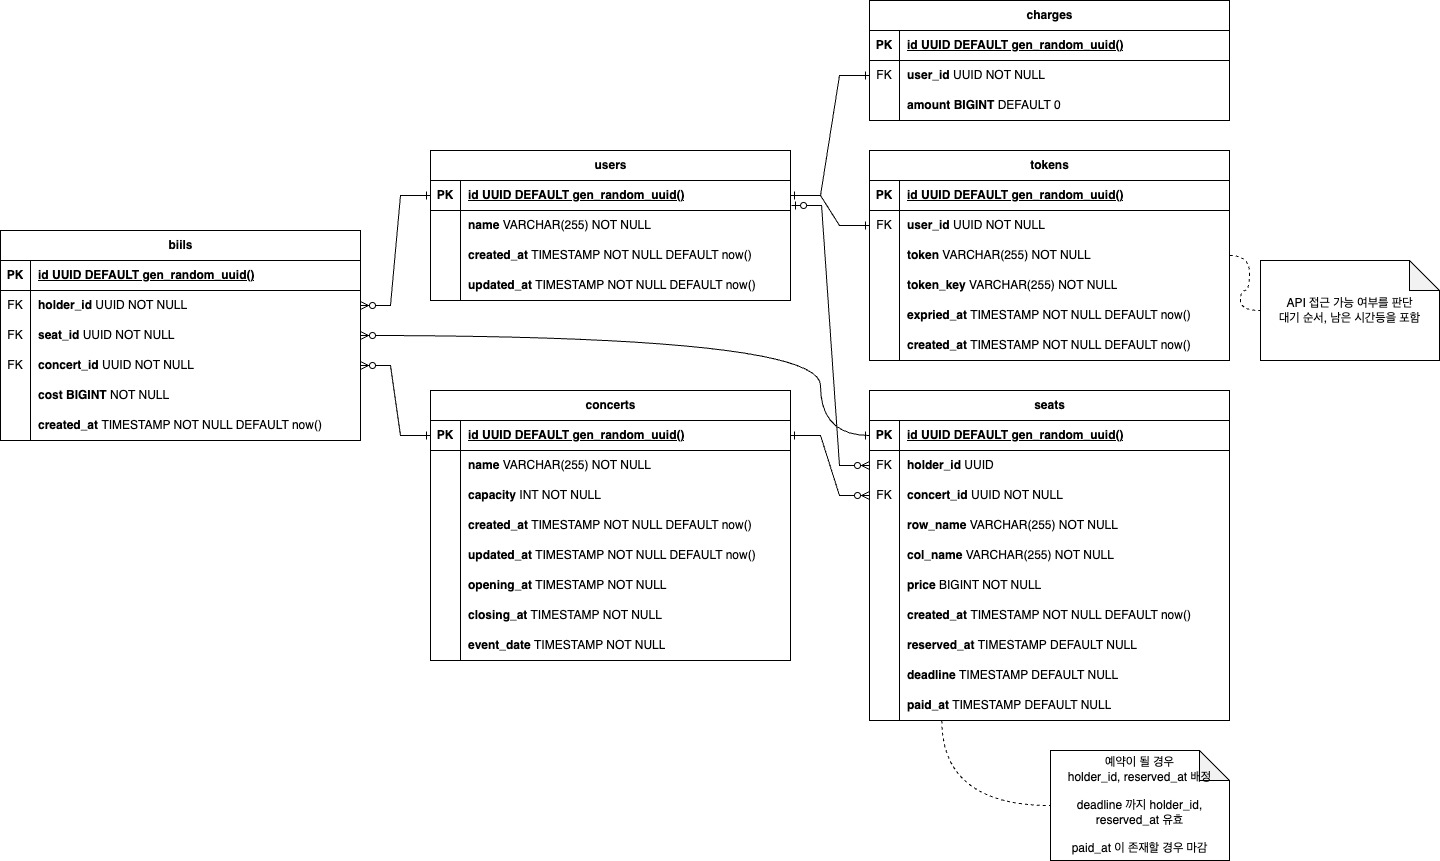 charges
PK id UUID DEFAULT gen_random_uuid()
FK user_id UUID NOT NULL
amount BIGINT DEFAULT 0
users
PK id UUID DEFAULT gen_random_uuid()
name VARCHAR(255) NOT NULL
created_at TIMESTAMP NOT NULL DEFAULT now()
updated_at TIMESTAMP NOT NULL DEFAULT now()
tokens
PK id UUID DEFAULT gen_random_uuid()
FK user_id UUID NOT NULL
token VARCHAR(255) NOT NULL
token_key VARCHAR(255) NOT NULL
expried_at TIMESTAMP NOT NULL DEFAULT now()
created_at TIMESTAMP NOT NULL DEFAULT now()
API 접근 가능 여부를 판단
대기 순서, 남은 시간등을 포함
biils
PK id UUID DEFAULT gen_random_uuid()
FK holder_id UUID NOT NULL
FK seat_id UUID NOT NULL
FK concert_id UUID NOT NULL
cost BIGINT NOT NULL
created_at TIMESTAMP NOT NULL DEFAULT now()
concerts
PK id UUID DEFAULT gen_random_uuid()
name VARCHAR(255) NOT NULL
capacity INT NOT NULL
created_at TIMESTAMP NOT NULL DEFAULT now()
updated_at TIMESTAMP NOT NULL DEFAULT now()
opening_at TIMESTAMP NOT NULL
closing_at TIMESTAMP NOT NULL
event_date TIMESTAMP NOT NULL
seats
PK id UUID DEFAULT gen_random_uuid()
FK holder_id UUID
FK concert_id UUID NOT NULL
row_name VARCHAR(255) NOT NULL
col_name VARCHAR(255) NOT NULL
price BIGINT NOT NULL
created_at TIMESTAMP NOT NULL DEFAULT now()
reserved_at TIMESTAMP DEFAULT NULL
deadline TIMESTAMP DEFAULT NULL
paid_at TIMESTAMP DEFAULT NULL
예약이 될 경우
holder_id, reserved_at 배정
deadline 까지 holder_id,
reserved_at 유효
paid_at 이 존재할 경우 마감